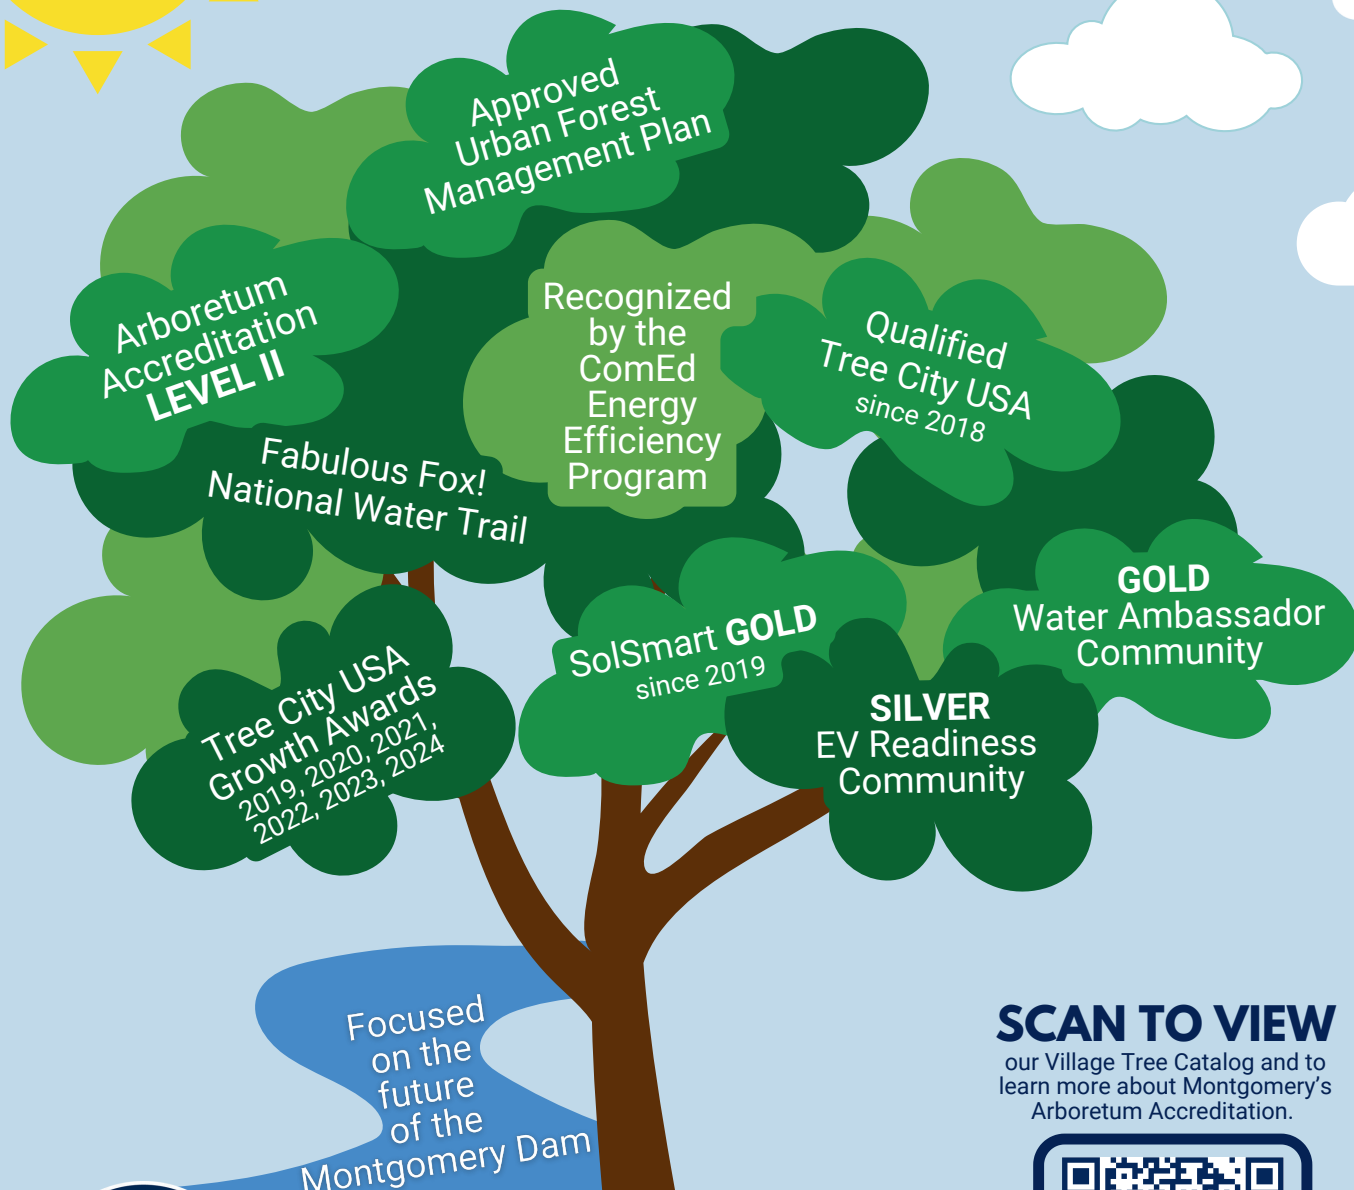 Approved
Urban Forest
Management Plan
Arboretum
Accreditation
LEVEL II
Recognized
by the
ComEd
Energy
Efficiency
Program
Qualified
Tree City USA
since 2018
Fabulous Fox!
National Water Trail
GOLD
Water Ambassador
Community
SolSmart GOLD
since 2019
Tree City USA
Growth Awards
2019, 2020, 2021,
2022, 2023, 2024
SILVER
EV Readiness
Community
Focused
on the
future
of the
Montgomery Dam
SCAN TO VIEW
our Village Tree Catalog and to
learn more about Montgomery’s
Arboretum Accreditation.